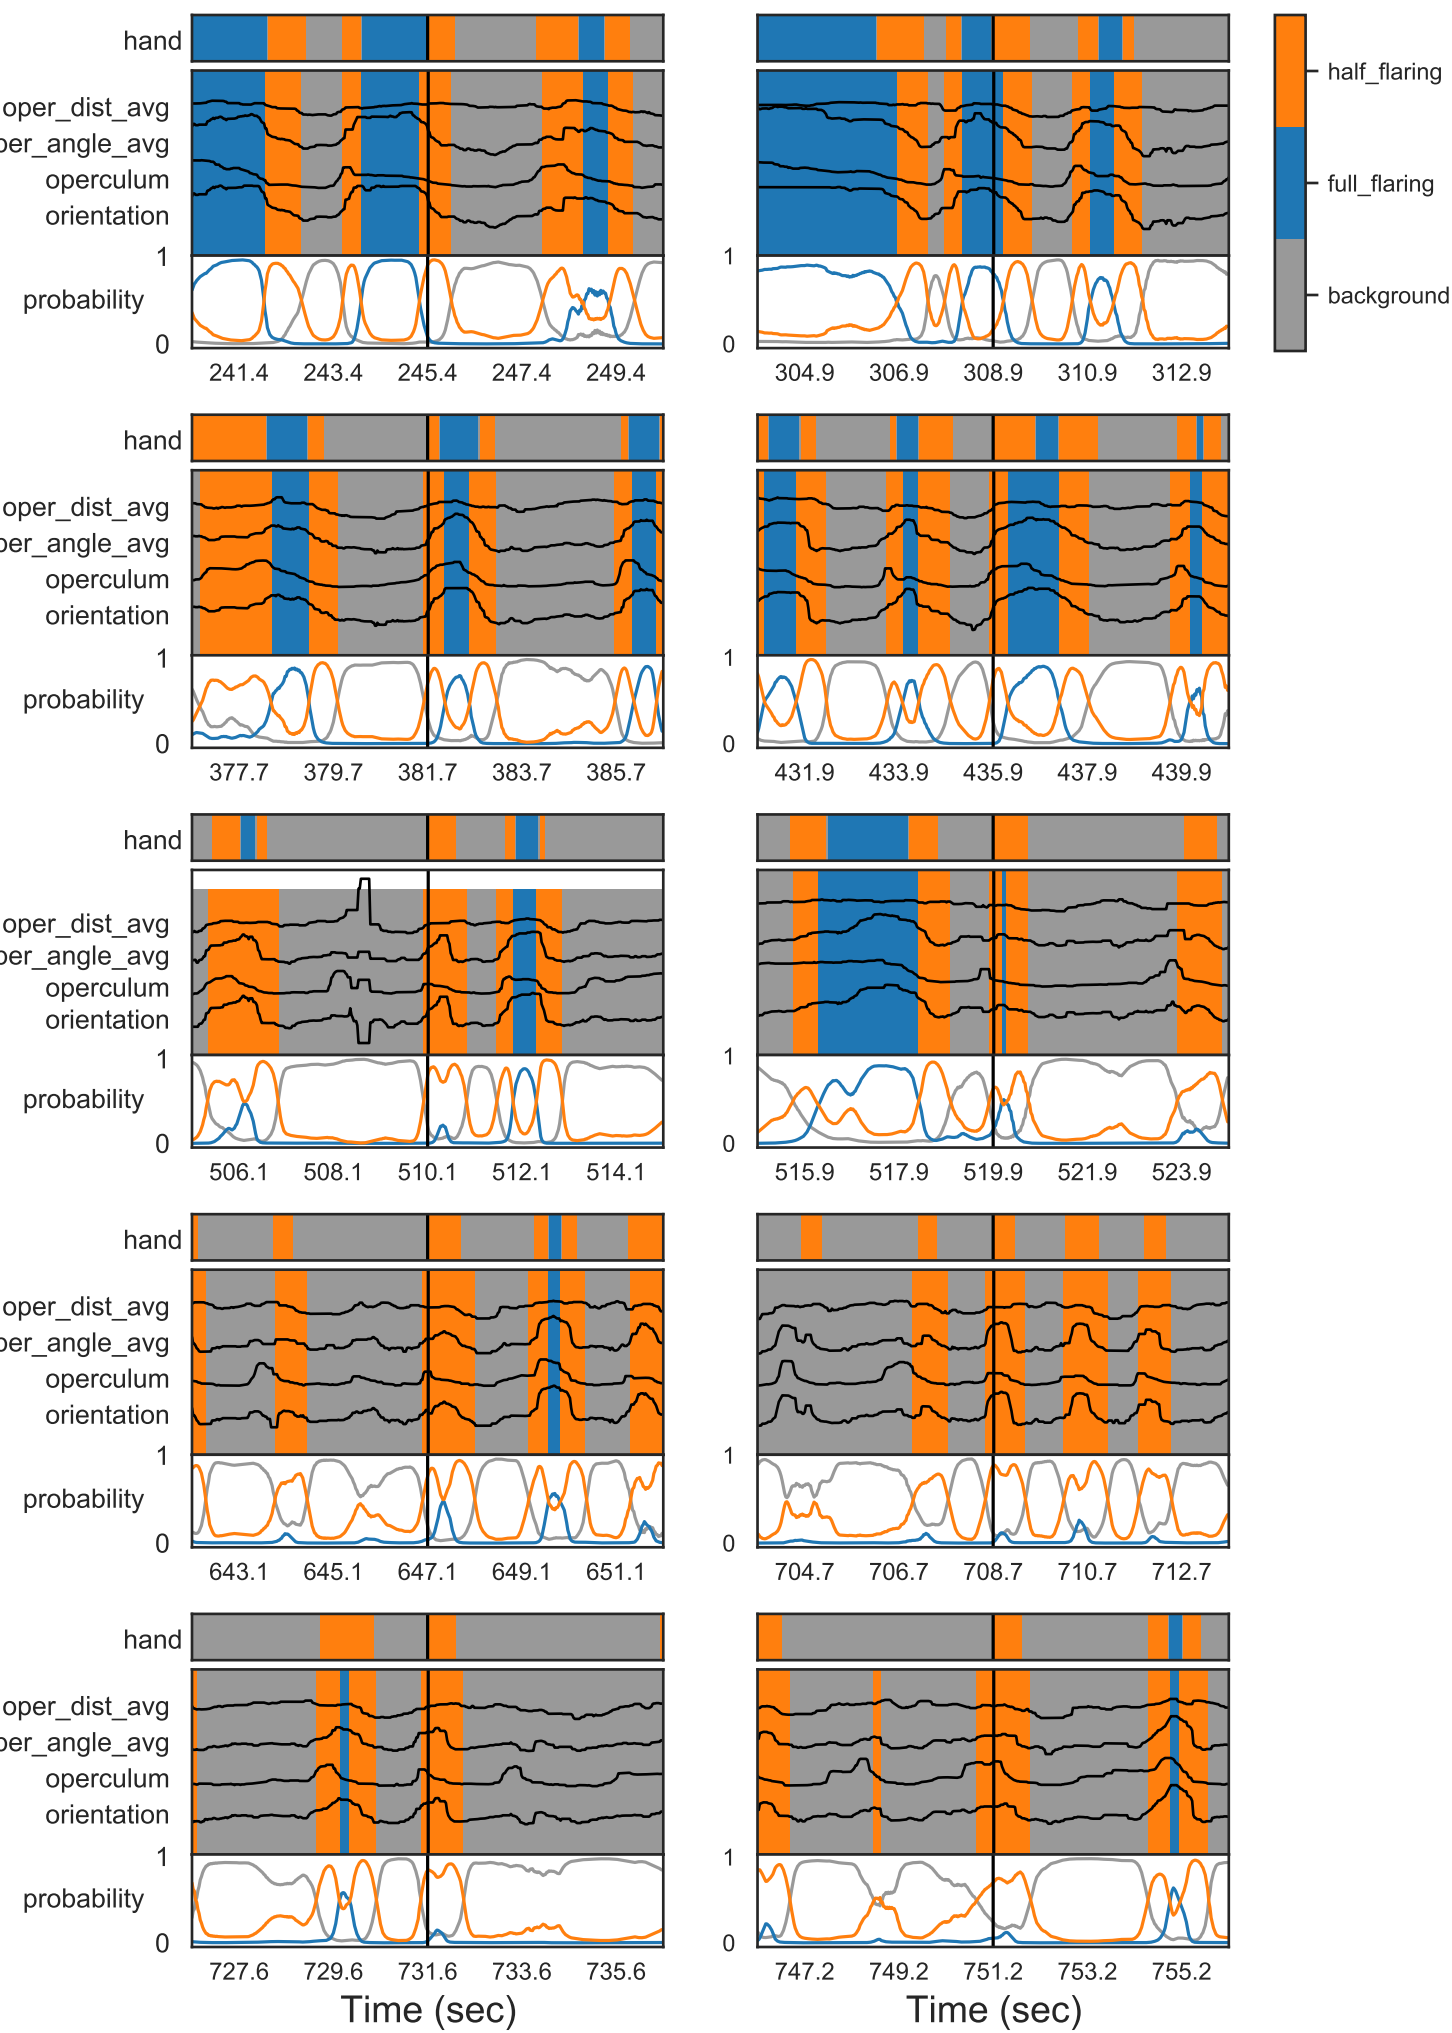 hand
oper_dist_avg
per_angle_avg
operculum
orientation
1
probability
0
241.4 243.4 245.4 247.4 249.4
1
0
304.9 306.9 308.9 310.9 312.9
half_flaring
full_flaring
background
hand
oper_dist_avg
per_angle_avg
operculum
orientation
1
probability
0
377.7 379.7 381.7 383.7 385.7
1
0
431.9 433.9 435.9 437.9 439.9
hand
oper_dist_avg
per_angle_avg
operculum
orientation
1
probability
0
506.1 508.1 510.1 512.1 514.1
1
0
515.9 517.9 519.9 521.9 523.9
hand
oper_dist_avg
per_angle_avg
operculum
orientation
1
probability
0
643.1 645.1 647.1 649.1 651.1
1
0
704.7 706.7 708.7 710.7 712.7
hand
oper_dist_avg
per_angle_avg
operculum
orientation
1
probability
0
727.6 729.6 731.6 733.6 735.6
Time (sec)
1
0
747.2 749.2 751.2 753.2 755.2
Time (sec)